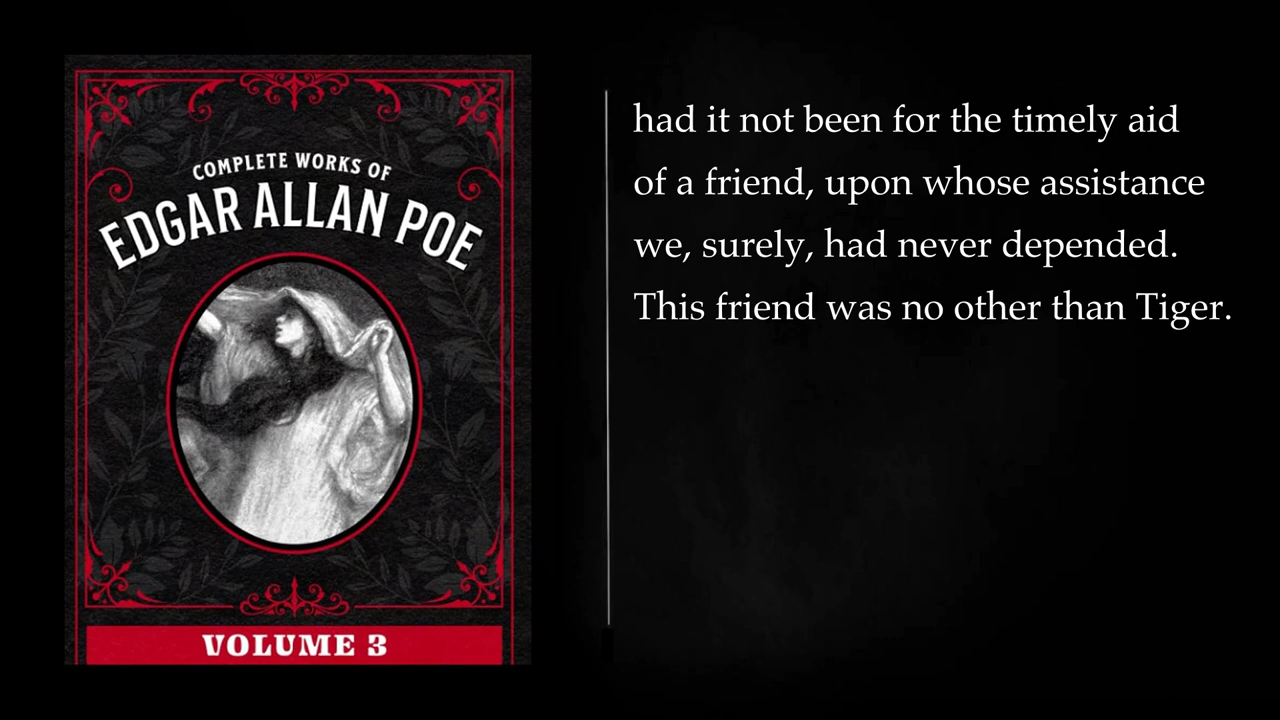 COMPLETE WORKS OF
EDGAR ALLAN POE
VOLUME 3
had it not been for the timely aid
of a friend, upon whose assistance
we, surely, had never depended.
This friend was no other than Tiger.